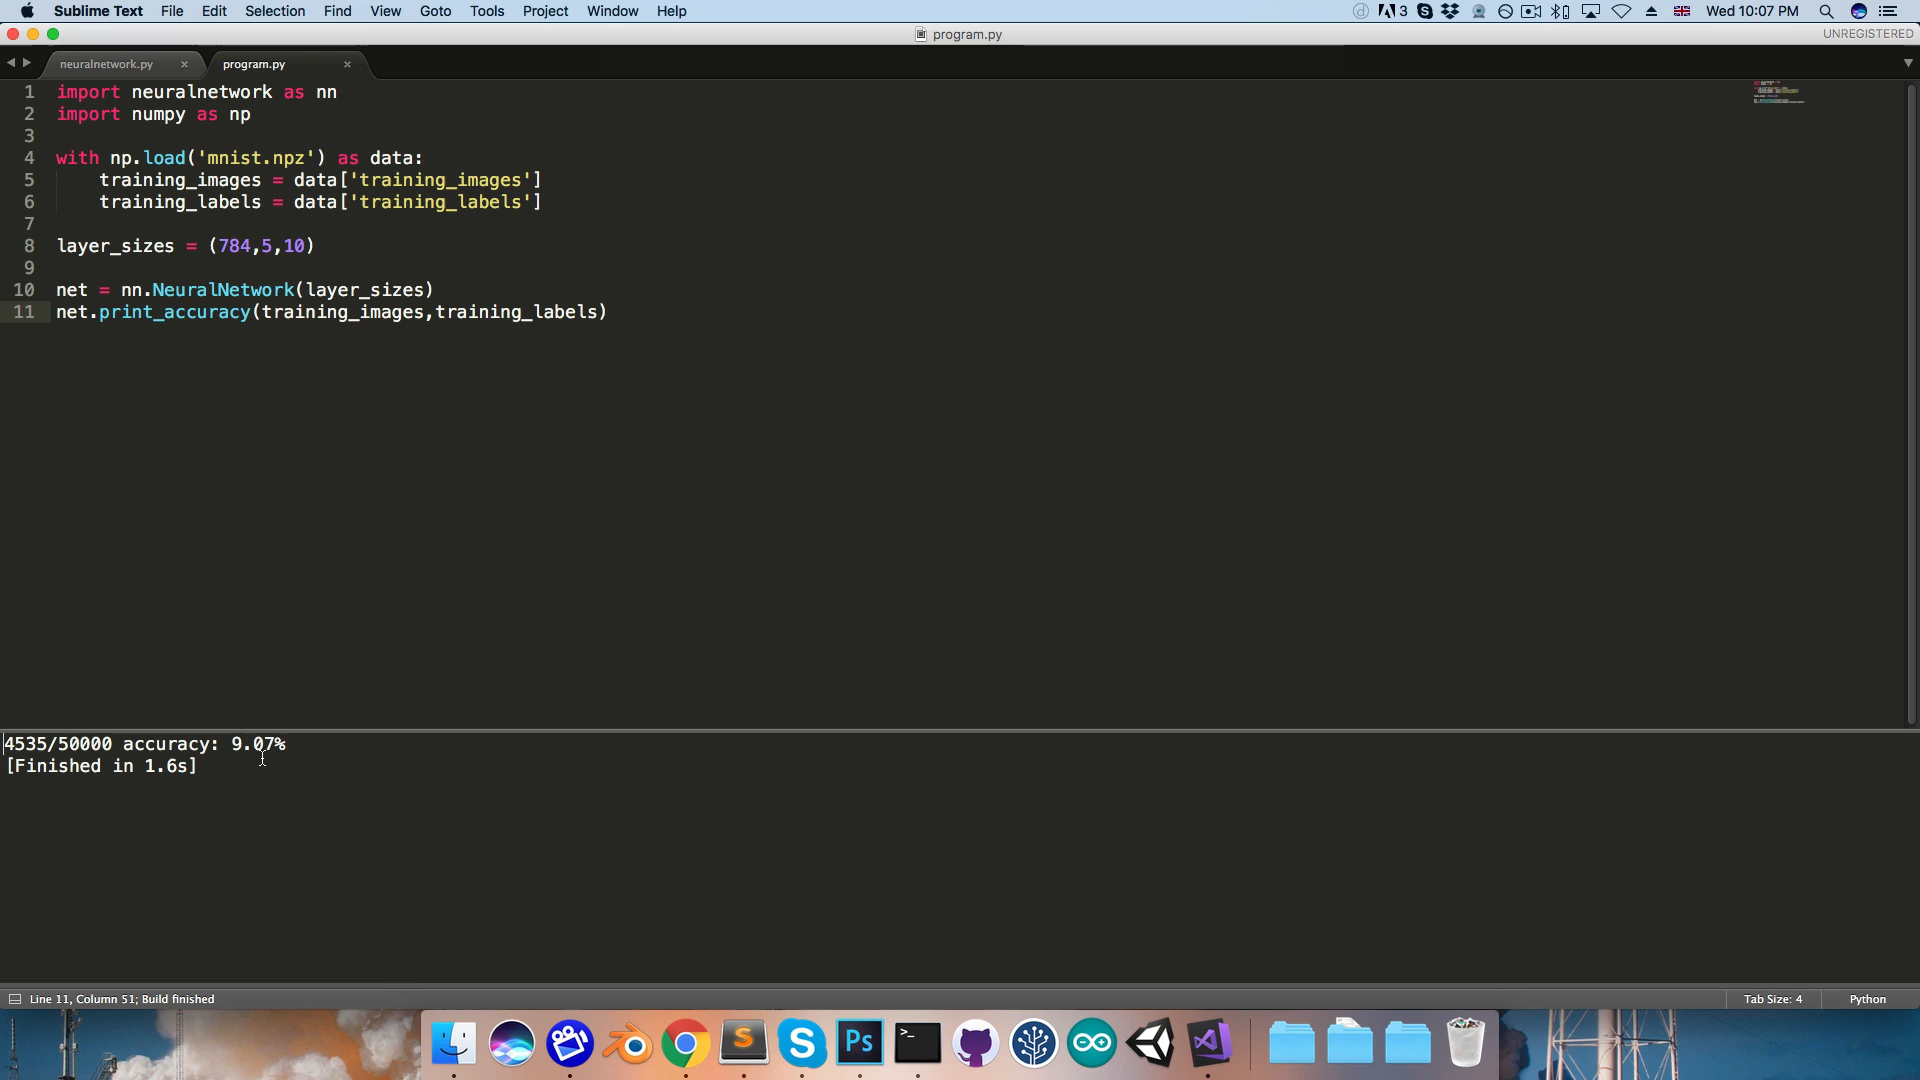 Sublime Text File Edit Selection Find View Goto Tools Project Window Help 3 Wed 10:07 PM
program.py UNREGISTERED
neuralnetwork.py × program.py ×
1 import neuralnetwork as nn
2 import numpy as np
3
4 with np.load('mnist.npz') as data:
5 training_images = data['training_images']
6 training_labels = data['training_labels']
7
8 layer_sizes = (784,5,10)
9
10 net = nn.NeuralNetwork(layer_sizes)
11 net.print_accuracy(training_images,training_labels)
4535/50000 accuracy: 9.07%
[Finished in 1.6s]
Line 11, Column 51; Build finished Tab Size: 4 Python
S S Ps >_